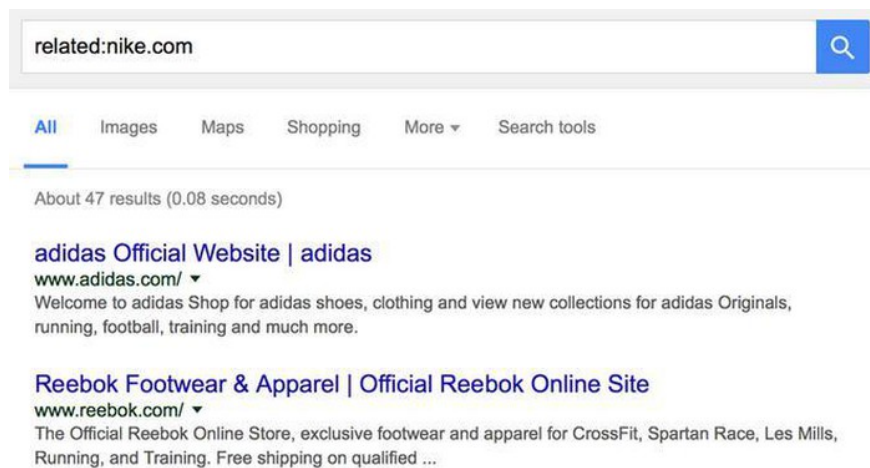 related:nike.com
All Images Maps Shopping More Search tools
About 47 results (0.08 seconds)
adidas Official Website | adidas
www.adidas.com/
Welcome to adidas Shop for adidas shoes, clothing and view new collections for adidas Originals,
running, football, training and much more.
Reebok Footwear & Apparel | Official Reebok Online Site
www.reebok.com/
The Official Reebok Online Store, exclusive footwear and apparel for CrossFit, Spartan Race, Les Mills,
Running, and Training. Free shipping on qualified ...